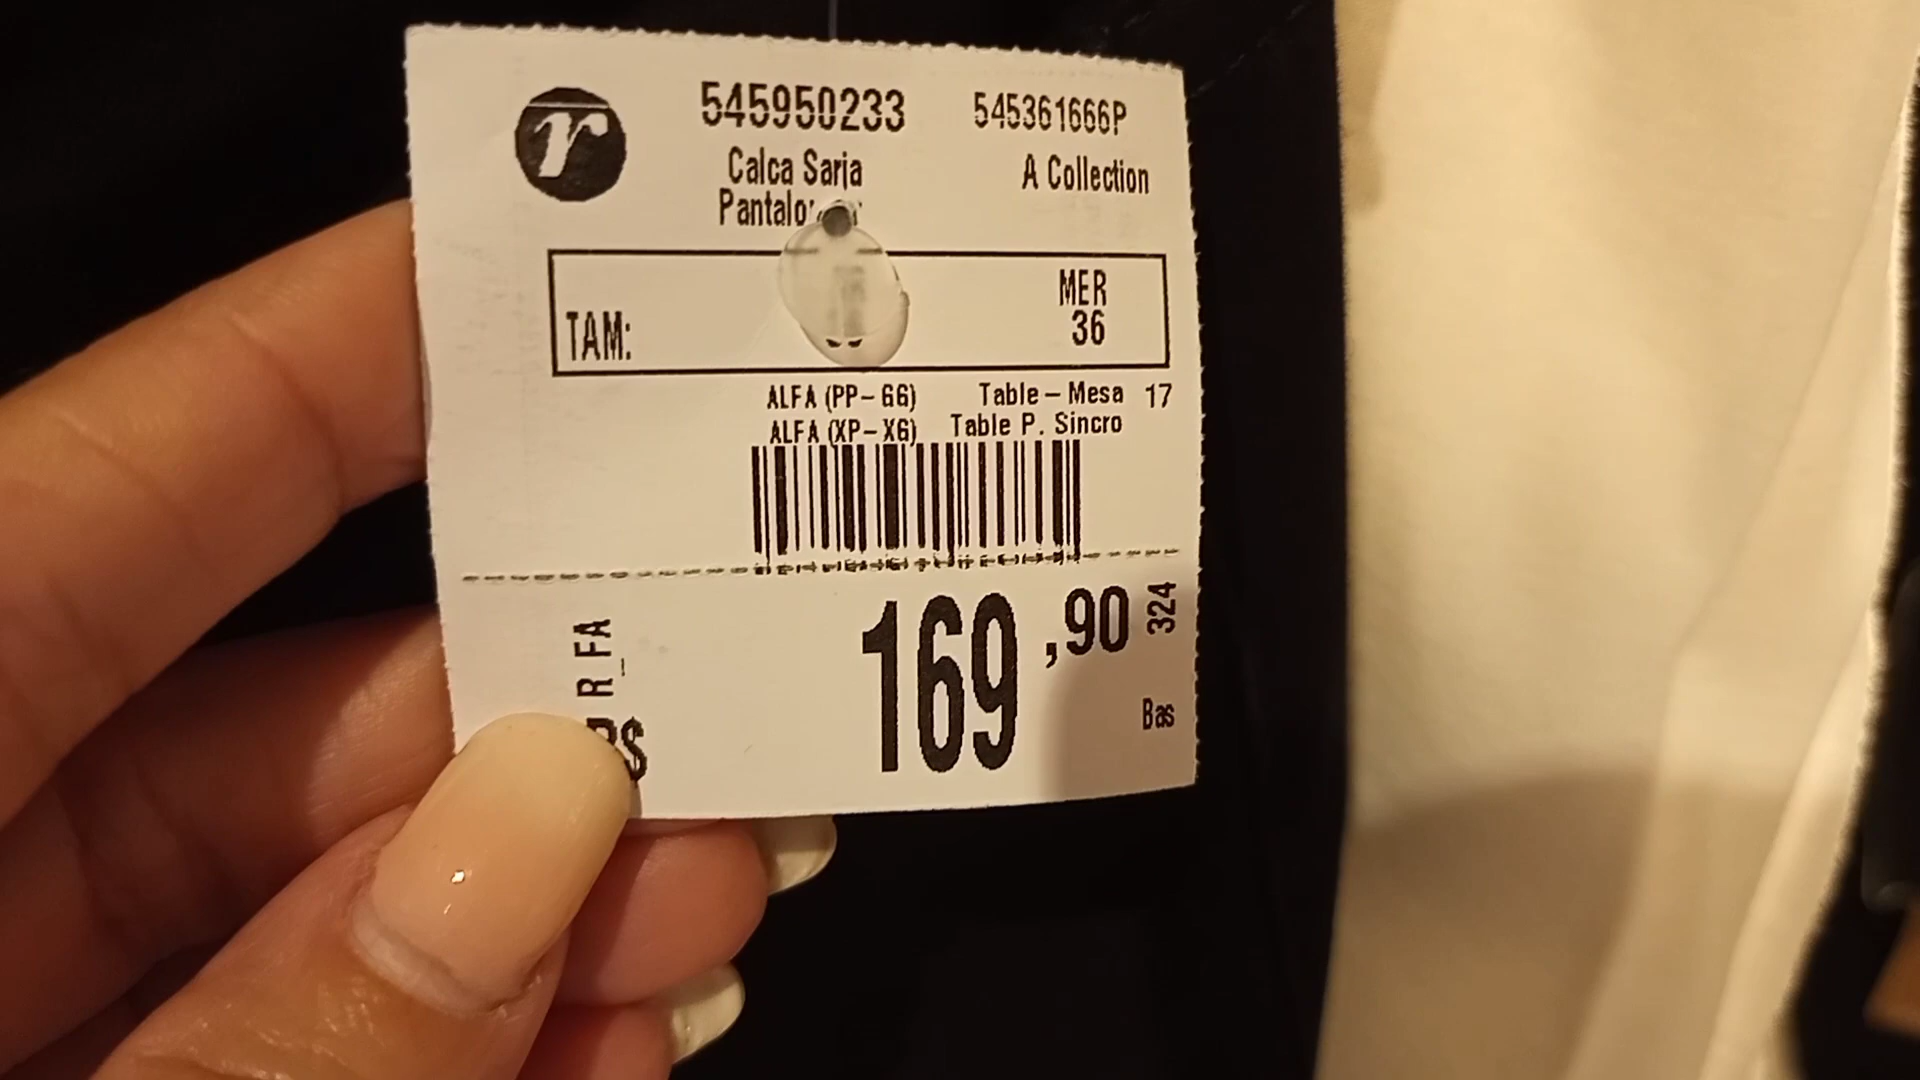 r
545950233 545361666P
Calca Sarja A Collection
MER
TAM: 36
ALFA (PP-GG) Table - Mesa 17
ALFA (XP-XG) Table P. Sincro
R_FA
R$ 169,90 324
Bas